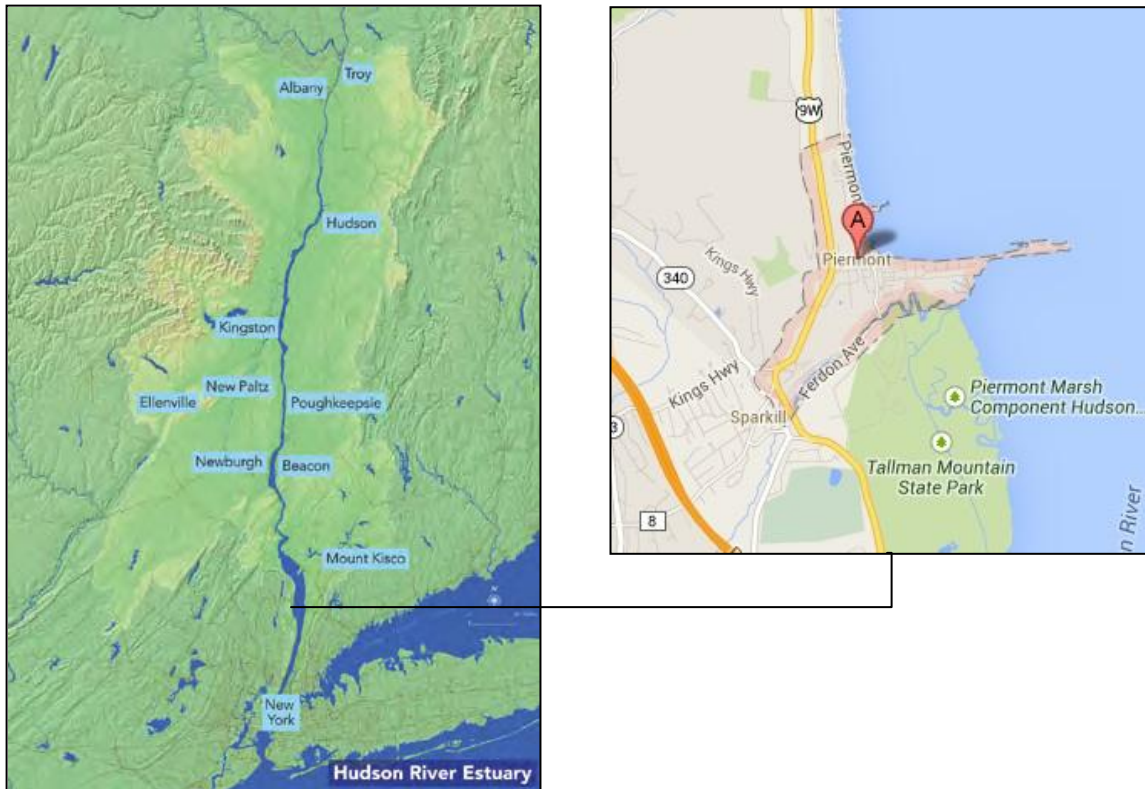 Troy
Albany
Hudson
Kingston
New Paltz
Ellenville
Poughkeepsie
Newburgh
Beacon
Mount Kisco
N
New
York
Hudson River Estuary
9W
Piermont
A
Piermont
340
Kings Hwy
Kings Hwy
Ferdon Ave
Sparkill
Piermont Marsh
Component Hudson...
Tallman Mountain
State Park
3
8
n River